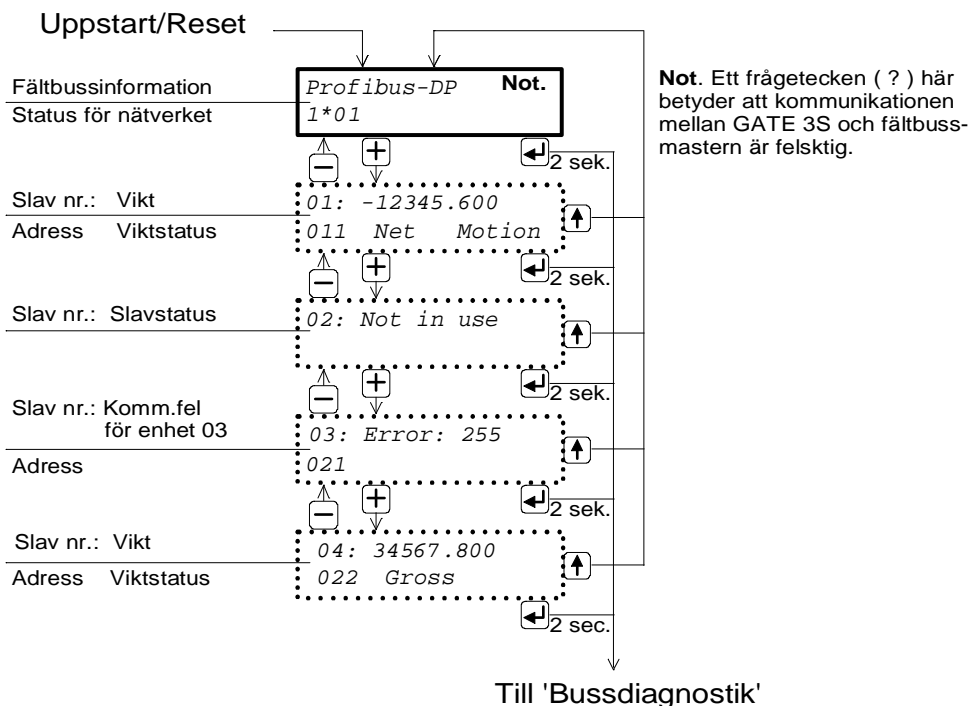 Uppstart/Reset
Fältbussinformation
Status för nätverket
Profibus-DP Not.
1*01
Not. Ett frågetecken ( ? ) här
betyder att kommunikationen
mellan GATE 3S och fältbuss-
mastern är felsktig.
2 sek.
Slav nr.: Vikt
Adress Viktstatus
01: -12345.600
011 Net Motion
2 sek.
Slav nr.: Slavstatus
02: Not in use
2 sek.
Slav nr.: Komm.fel
för enhet 03
Adress
03: Error: 255
021
2 sek.
Slav nr.: Vikt
Adress Viktstatus
04: 34567.800
022 Gross
2 sec.
Till 'Bussdiagnostik'